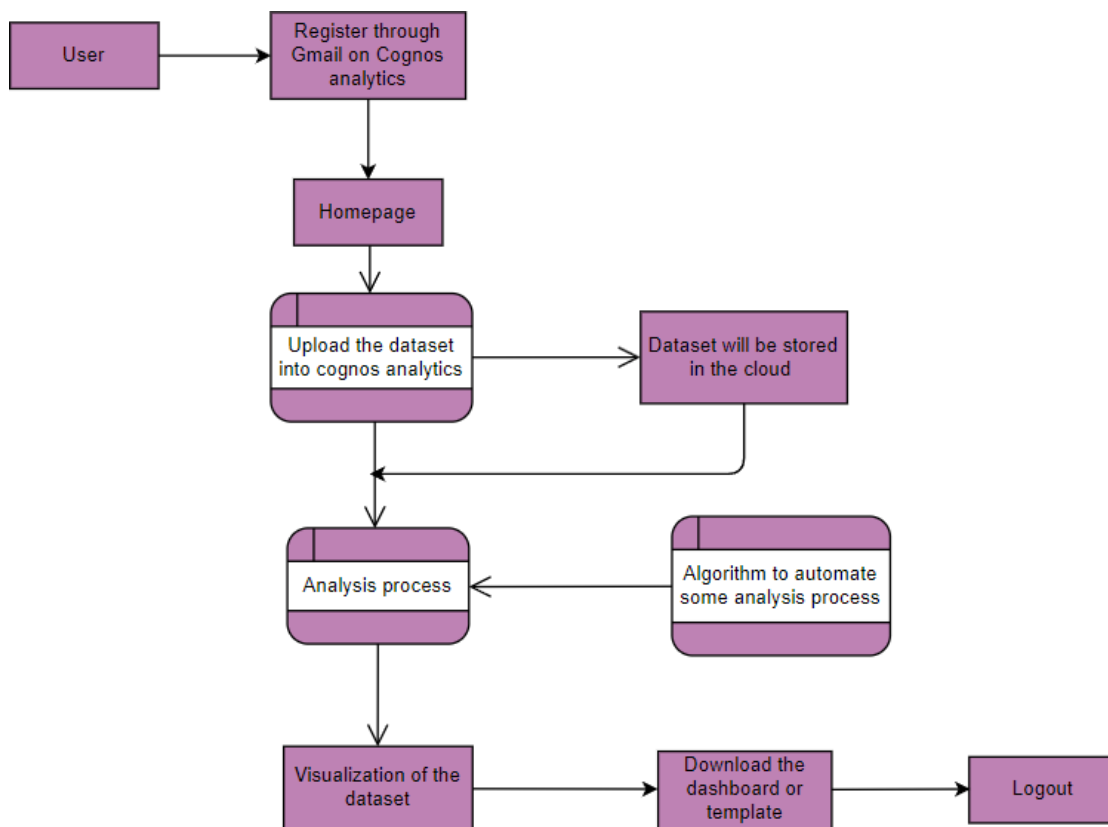 User
Register through
Gmail on Cognos
analytics
Homepage
Upload the dataset
into cognos analytics
Dataset will be stored
in the cloud
Analysis process
Algorithm to automate
some analysis process
Visualization of the
dataset
Download the
dashboard or
template
Logout